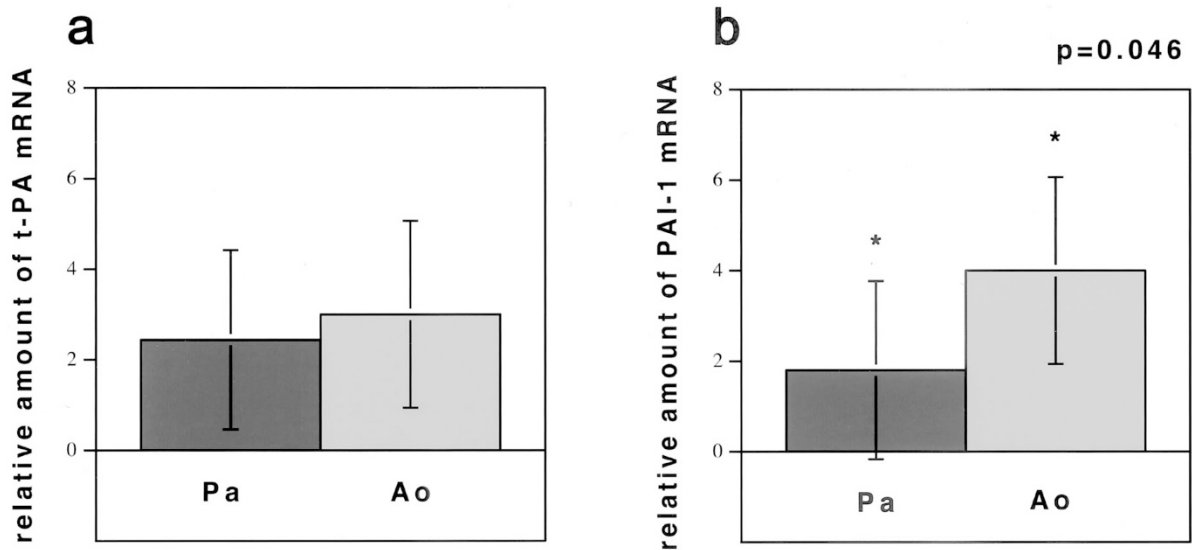 a
relative amount of t-PA mRNA
8
6
4
2
0
Pa Ao
b
p=0.046
relative amount of PAI-1 mRNA
8
6
4
2
0
*
*
Pa Ao